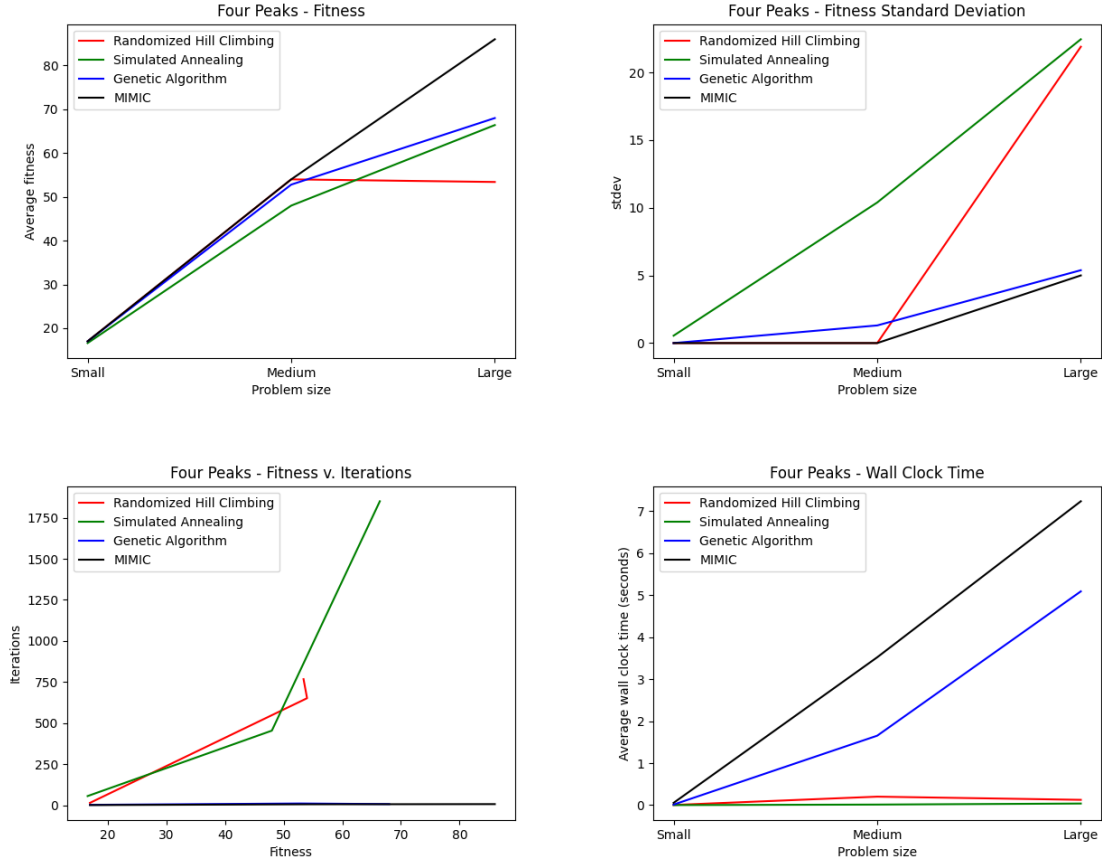 Four Peaks - Fitness
Randomized Hill Climbing
Simulated Annealing
Genetic Algorithm
MIMIC
Average fitness
80
70
60
50
40
30
20
Small
Medium
Large
Problem size
Four Peaks - Fitness Standard Deviation
Randomized Hill Climbing
Simulated Annealing
Genetic Algorithm
MIMIC
stdev
20
15
10
5
0
Small
Medium
Large
Problem size
Four Peaks - Fitness v. Iterations
Randomized Hill Climbing
Simulated Annealing
Genetic Algorithm
MIMIC
Iterations
1750
1500
1250
1000
750
500
250
0
20
30
40
50
60
70
80
Fitness
Four Peaks - Wall Clock Time
Randomized Hill Climbing
Simulated Annealing
Genetic Algorithm
MIMIC
Average wall clock time (seconds)
7
6
5
4
3
2
1
0
Small
Medium
Large
Problem size